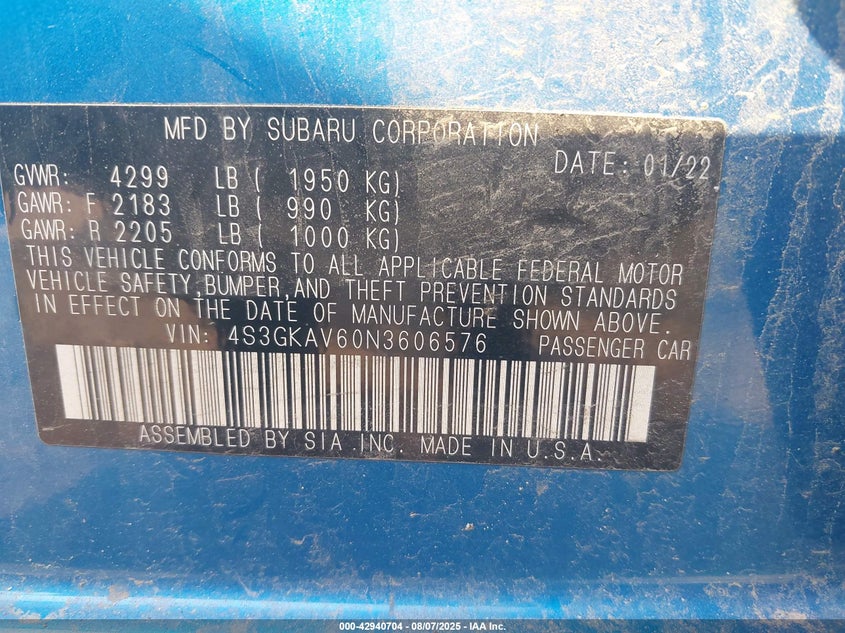 MFD BY SUBARU CORPORATION
DATE: 01/22
GVWR: 4299 LB ( 1950 KG)
GAWR: F 2183 LB ( 990 KG)
GAWR: R 2205 LB ( 1000 KG)
THIS VEHICLE CONFORMS TO ALL APPLICABLE FEDERAL MOTOR
VEHICLE SAFETY,BUMPER,AND THEFT PREVENTION STANDARDS
IN EFFECT ON THE DATE OF MANUFACTURE SHOWN ABOVE.
VIN: 4S3GKAV60N3606576 PASSENGER CAR
ASSEMBLED BY SIA.INC. MADE IN U.S.A.
000-42940704 - 08/07/2025 - IAA Inc.